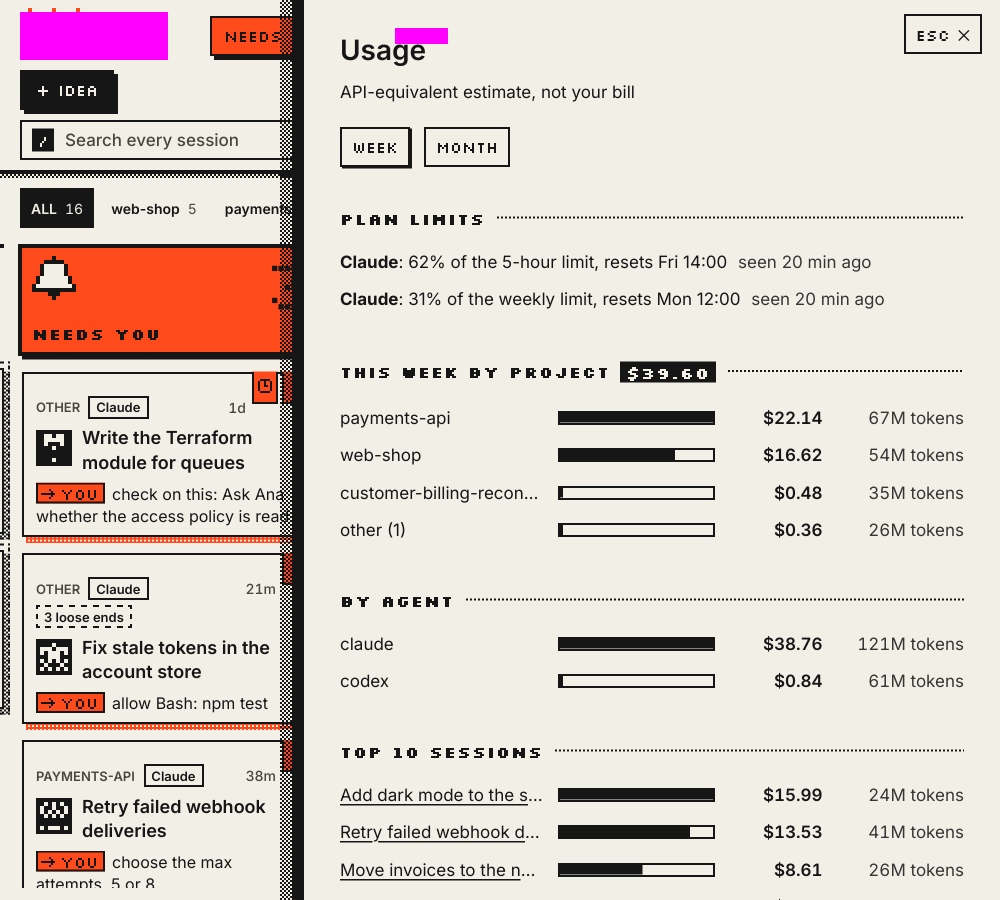 NEEDS
+ IDEA
/ Search every session
ALL 16 web-shop 5 payments
NEEDS YOU
OTHER Claude 1d
Write the Terraform
module for queues
→ YOU check on this: Ask Ana
whether the access policy is read
OTHER Claude 21m
3 loose ends
Fix stale tokens in the
account store
→ YOU allow Bash: npm test
PAYMENTS-API Claude 38m
Retry failed webhook
deliveries
→ YOU choose the max
attempts, 5 or 8
Usage
ESC ×
API-equivalent estimate, not your bill
WEEK MONTH
PLAN LIMITS
Claude: 62% of the 5-hour limit, resets Fri 14:00 seen 20 min ago
Claude: 31% of the weekly limit, resets Mon 12:00 seen 20 min ago
THIS WEEK BY PROJECT $39.60
payments-api $22.14 67M tokens
web-shop $16.62 54M tokens
customer-billing-recon... $0.48 35M tokens
other (1) $0.36 26M tokens
BY AGENT
claude $38.76 121M tokens
codex $0.84 61M tokens
TOP 10 SESSIONS
Add dark mode to the s... $15.99 24M tokens
Retry failed webhook d... $13.53 41M tokens
Move invoices to the n... $8.61 26M tokens